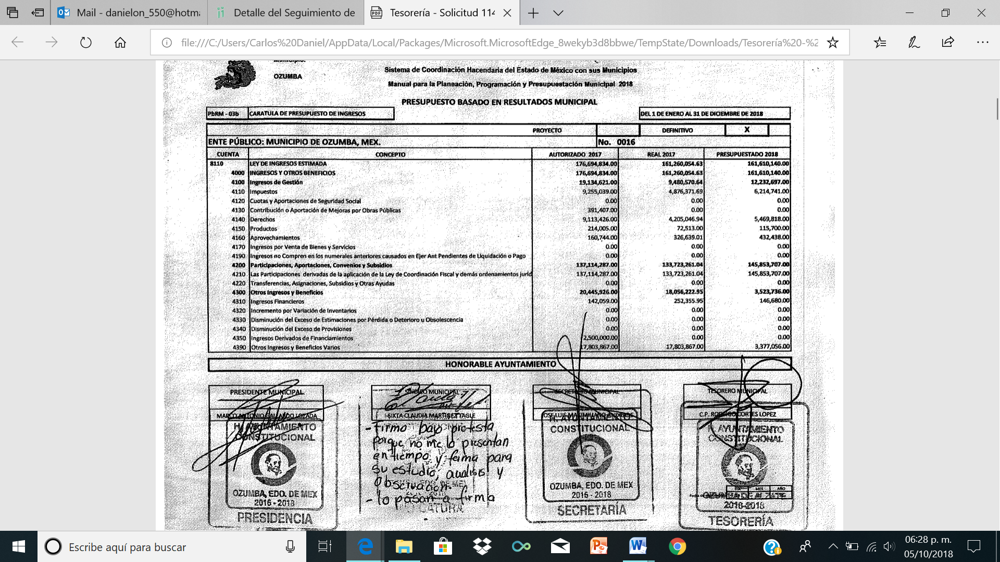 Mail - danielon_550@hotma
Detalle del Seguimiento de
Tesorería - Solicitud 114
file:///C:/Users/Carlos%20Daniel/AppData/Local/Packages/Microsoft.MicrosoftEdge_8wekyb3d8bbwe/TempState/Downloads/Tesorería%20-%2
OZUMBA
Sistema de Coordinación Hacendaria del Estado de México con sus Municipios
Manual para la Planeación, Programación y Presupuestación Municipal 2018
PRESUPUESTO BASADO EN RESULTADOS MUNICIPAL
PbRM - 03b CARATULA DE PRESUPUESTO DE INGRESOS DEL 1 DE ENERO AL 31 DE DICIEMBRE DE 2018
PROYECTO DEFINITIVO X
ENTE PÚBLICO: MUNICIPIO DE OZUMBA, MEX. No. 0016
CUENTA CONCEPTO AUTORIZADO 2017 REAL 2017 PRESUPUESTADO 2018
8110 LEY DE INGRESOS ESTIMADA 176,694,834.00 161,260,054.63 161,610,140.00
4000 INGRESOS Y OTROS BENEFICIOS 176,694,834.00 161,260,054.63 161,610,140.00
4100 Ingresos de Gestión 19,134,621.00 9,480,570.64 12,232,697.00
4110 Impuestos 9,255,039.00 4,876,371.69 6,214,741.00
4120 Cuotas y Aportaciones de Seguridad Social 0.00 0.00 0.00
4130 Contribución o Aportación de Mejoras por Obras Públicas 391,407.00 0.00 0.00
4140 Derechos 9,113,426.00 4,205,046.94 5,469,818.00
4150 Productos 214,005.00 72,513.00 115,700.00
4160 Aprovechamientos 160,744.00 326,639.01 432,438.00
4170 Ingresos por Venta de Bienes y Servicios 0.00 0.00 0.00
4190 Ingresos no Compren en los numerales anteriores causados en Ejer Ant Pendientes de Liquidación o Pago 0.00 0.00 0.00
4200 Participaciones, Aportaciones, Convenios y Subsidios 137,114,287.00 133,723,261.04 145,853,707.00
4210 Las Participaciones derivadas de la aplicación de la Ley de Coordinación Fiscal y demás ordenamientos juríd 137,114,287.00 133,723,261.04 145,853,707.00
4220 Transferencias, Asignaciones, Subsidios y Otras Ayudas 0.00 0.00 0.00
4300 Otros Ingresos y Beneficios 20,445,926.00 18,056,222.95 3,523,736.00
4310 Ingresos Financieros 142,059.00 252,355.95 146,680.00
4320 Incremento por Variación de Inventarios 0.00 0.00 0.00
4330 Disminución del Exceso de Estimaciones por Pérdida o Deterioro u Obsolescencia 0.00 0.00 0.00
4340 Disminución del Exceso de Provisiones 0.00 0.00 0.00
4350 Ingresos Derivados de Financiamientos 2,500,000.00 0.00 0.00
4390 Otros Ingresos y Beneficios Varios 17,803,867.00 17,803,867.00 3,377,056.00
HONORABLE AYUNTAMIENTO
PRESIDENTE MUNICIPAL SINDICO MUNICIPAL SECRETARIO MUNICIPAL TESORERO MUNICIPAL
MARCO ANTONIO GALLARDO LOZADA SIXTA CLAUDIA MARTINEZ TAGLE JOSE LUIS MAXIMILIANO C.P. RODRIGO CORTES LOPEZ
H. AYUNTAMIENTO
CONSTITUCIONAL
OZUMBA, EDO. DE MEX
2016 - 2018
PRESIDENCIA
- firmo bajo protesta
porque no me lo presentan
en tiempo y forma para
su estudio, analisis y
Observación.
- lo pasan a firma
H. AYUNTAMIENTO
CONSTITUCIONAL
OZUMBA, EDO. DE MEX
2016 - 2018
SECRETARÍA
AYUNTAMIENTO
CONSTITUCIONAL
DIA MES AÑO
2016-2018
TESORERÍA
Escribe aquí para buscar
06:28 p. m.
05/10/2018